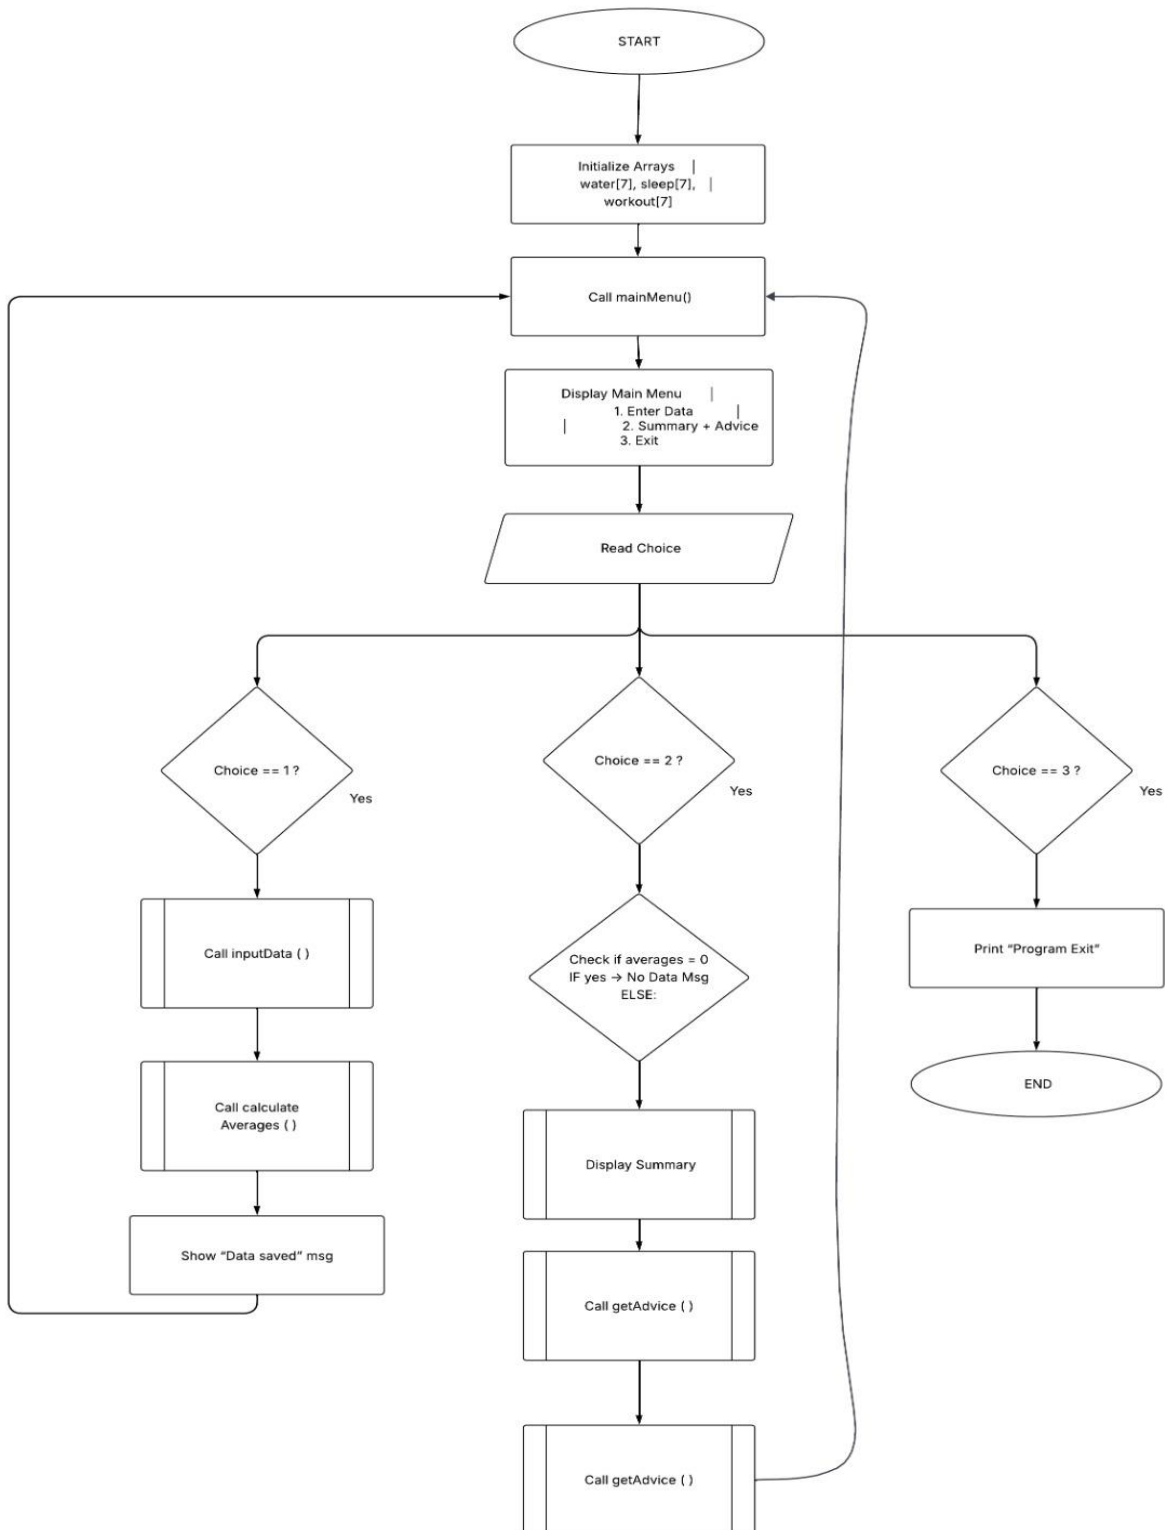 START
Initialize Arrays |
water[7], sleep[7], |
workout[7]
Call mainMenu()
Display Main Menu |
1. Enter Data |
| 2. Summary + Advice
3. Exit
Read Choice
Choice == 1 ?
Yes
Choice == 2 ?
Yes
Choice == 3 ?
Yes
Call inputData ( )
Call calculate
Averages ( )
Show “Data saved” msg
Check if averages = 0
IF yes → No Data Msg
ELSE:
Display Summary
Call getAdvice ( )
Call getAdvice ( )
Print “Program Exit”
END